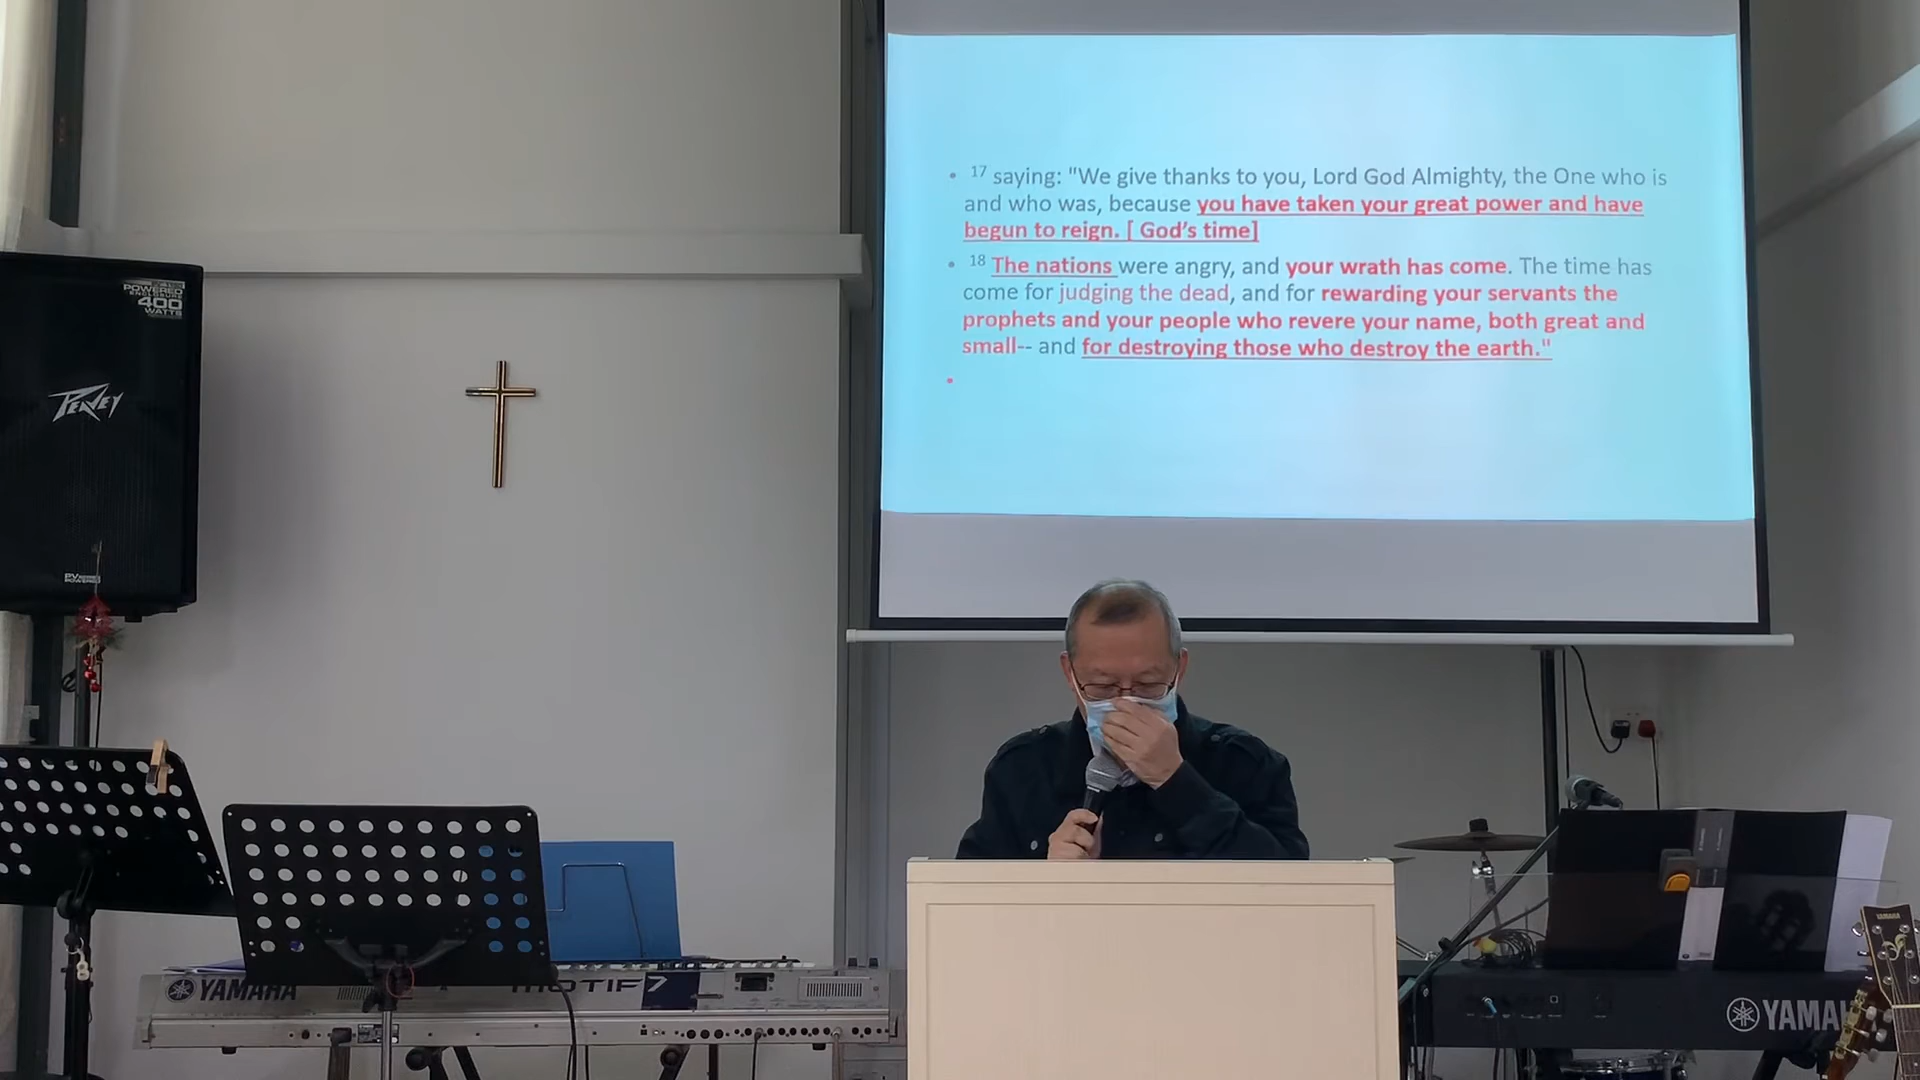 17 saying: "We give thanks to you, Lord God Almighty, the One who is
and who was, because you have taken your great power and have
begun to reign. [ God's time]
18 The nations were angry, and your wrath has come. The time has
come for judging the dead, and for rewarding your servants the
prophets and your people who revere your name, both great and
small-- and for destroying those who destroy the earth."
POWERED
ENCLOSURE
400
WATTS
PEAVEY
YAMAHA
MOTIF 7
YAMAHA
YAMAHA